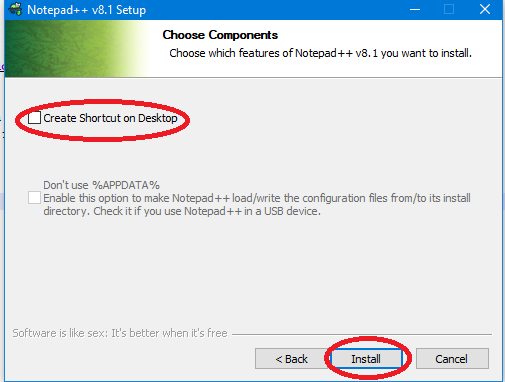 Notepad++ v8.1 Setup
Choose Components
Choose which features of Notepad++ v8.1 you want to install.
Create Shortcut on Desktop
Don't use %APPDATA%
Enable this option to make Notepad++ load/write the configuration files from/to its install
directory. Check it if you use Notepad++ in a USB device.
Software is like sex: It's better when it's free
< Back
Install
Cancel